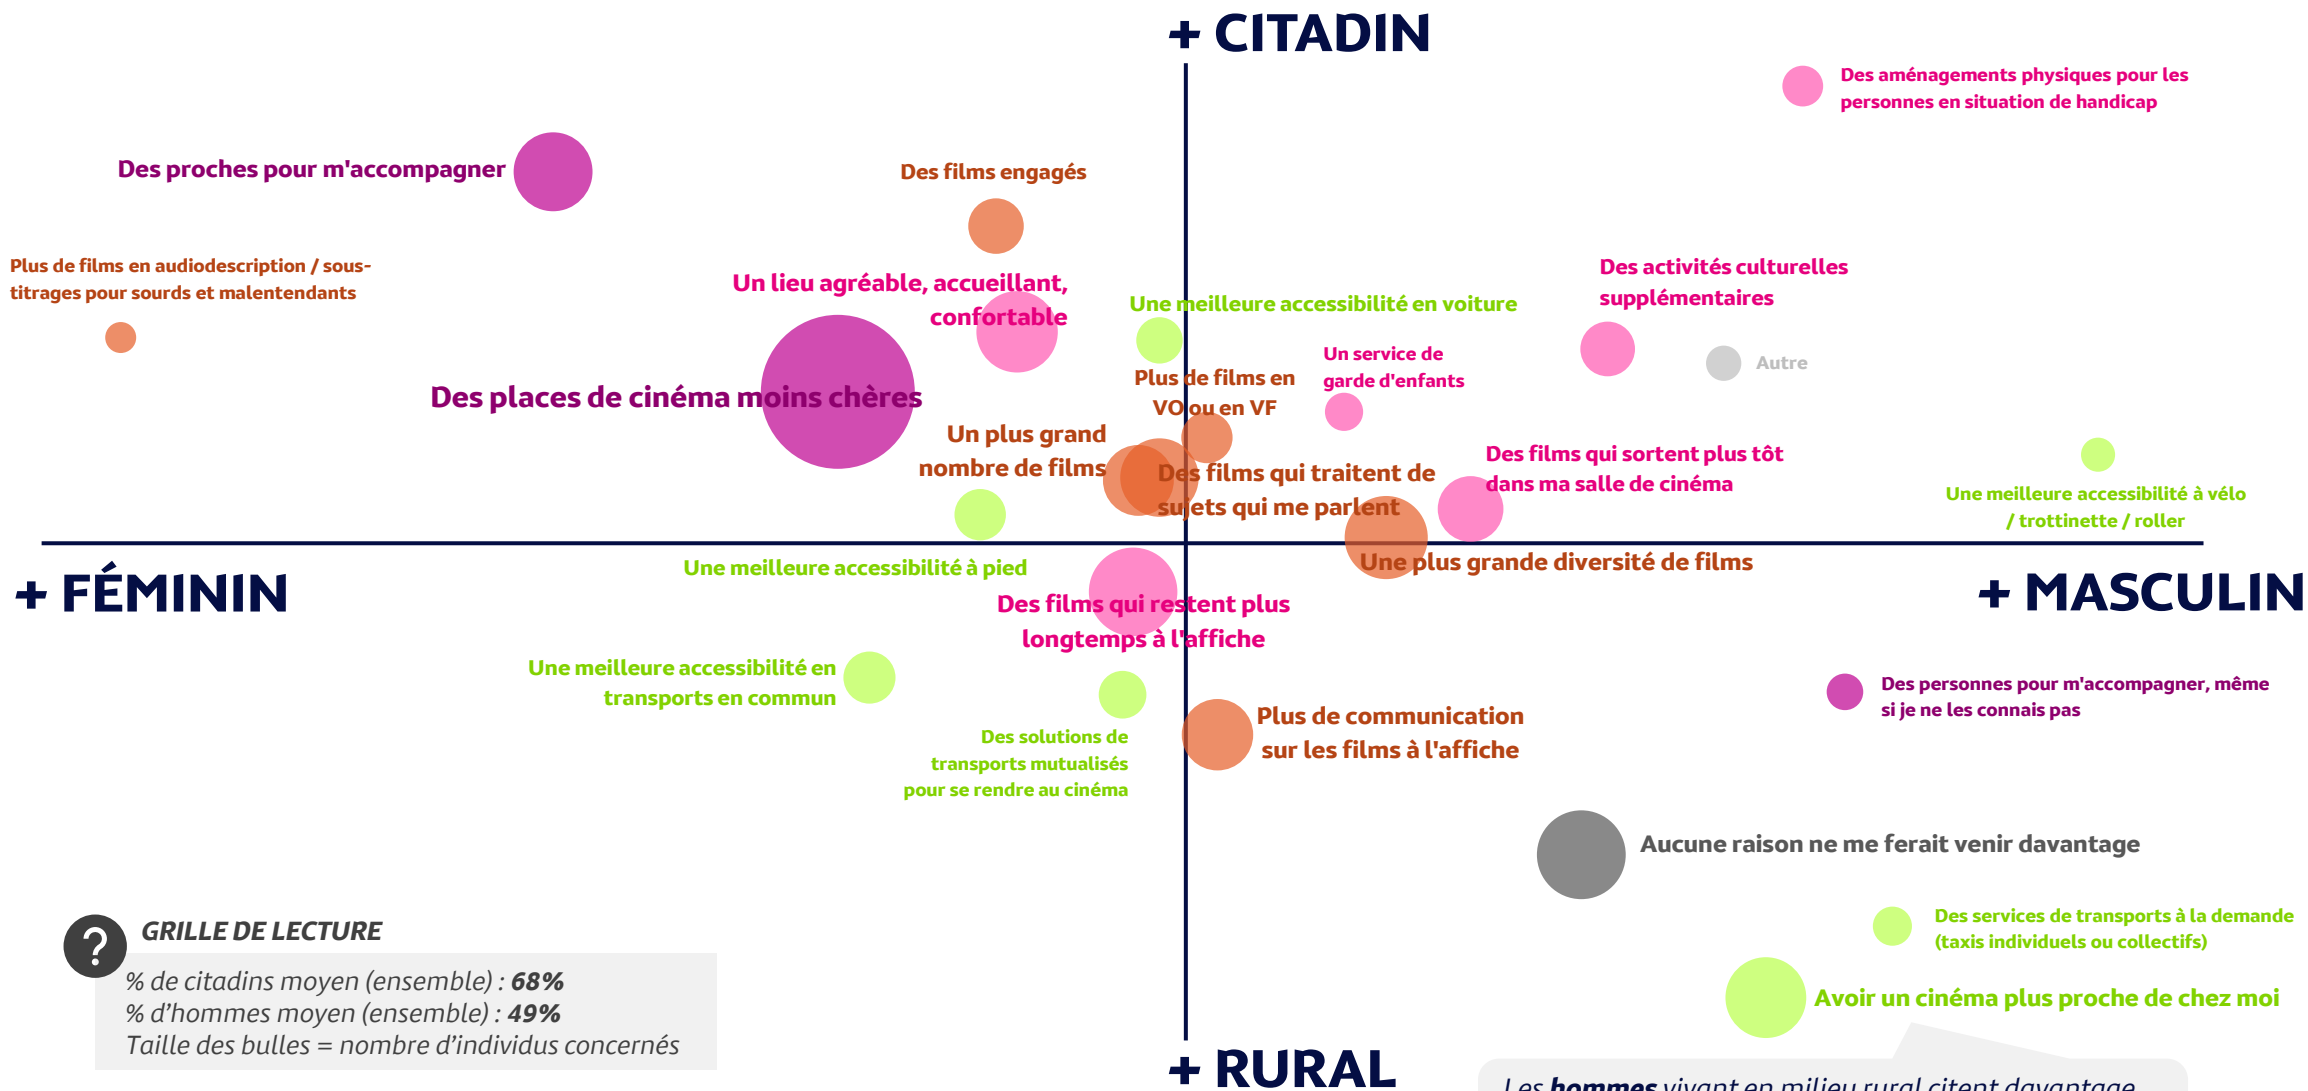 + CITADIN
Des aménagements physiques pour les
personnes en situation de handicap
Des proches pour m'accompagner
Des films engagés
Plus de films en audiodescription / sous-
titrages pour sourds et malentendants
Un lieu agréable, accueillant,
confortable
Une meilleure accessibilité en voiture
Des activités culturelles
supplémentaires
Un service de
garde d'enfants
Autre
Plus de films en
VO ou en VF
Des places de cinéma moins chères
Un plus grand
nombre de films
Des films qui traitent de
sujets qui me parlent
Des films qui sortent plus tôt
dans ma salle de cinéma
Une meilleure accessibilité à vélo
/ trottinette / roller
Une meilleure accessibilité à pied
Une plus grande diversité de films
+ FÉMININ
+ MASCULIN
Des films qui restent plus
longtemps à l'affiche
Une meilleure accessibilité en
transports en commun
Des personnes pour m'accompagner, même
si je ne les connais pas
Des solutions de
transports mutualisés
pour se rendre au cinéma
Plus de communication
sur les films à l'affiche
Aucune raison ne me ferait venir davantage
Des services de transports à la demande
(taxis individuels ou collectifs)
Avoir un cinéma plus proche de chez moi
?
GRILLE DE LECTURE
% de citadins moyen (ensemble) : 68%
% d'hommes moyen (ensemble) : 49%
Taille des bulles = nombre d'individus concernés
+ RURAL
Les hommes vivant en milieu rural citent davantage